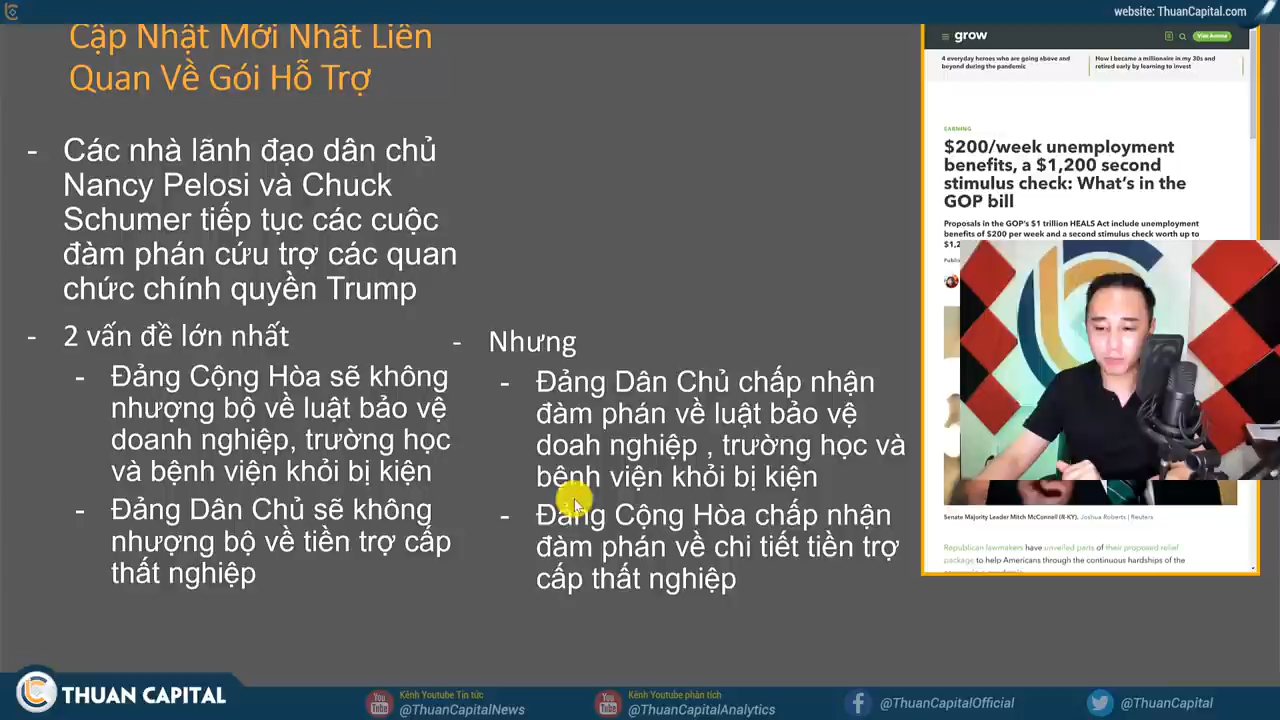 website: ThuanCapital.com
Cập Nhật Mới Nhất Liên
Quan Về Gói Hỗ Trợ
- Các nhà lãnh đạo dân chủ
Nancy Pelosi và Chuck
Schumer tiếp tục các cuộc
đàm phán cứu trợ các quan
chức chính quyền Trump
- 2 vấn đề lớn nhất
- Đảng Cộng Hòa sẽ không
nhượng bộ về luật bảo vệ
doanh nghiệp, trường học
và bệnh viện khỏi bị kiện
- Đảng Dân Chủ sẽ không
nhượng bộ về tiền trợ cấp
thất nghiệp
- Nhưng
- Đảng Dân Chủ chấp nhận
đàm phán về luật bảo vệ
doah nghiệp , trường học và
bệnh viện khỏi bị kiện
- Đảng Cộng Hòa chấp nhận
đàm phán về chi tiết tiền trợ
cấp thất nghiệp
grow
4 everyday heroes who are going above and
beyond during the pandemic
How I became a millionaire in my 30s and
retired early by learning to invest
EARNING
$200/week unemployment
benefits, a $1,200 second
stimulus check: What's in the
GOP bill
Proposals in the GOP's $1 trillion HEALS Act include unemployment
benefits of $200 per week and a second stimulus check worth up to
Senate Majority Leader Mitch McConnell (R-KY), Joshua Roberts | Reuters
Republican lawmakers have unveiled parts of their proposed relief
package to help Americans through the continuous hardships of the
THUAN CAPITAL
You Tube
Kênh Youtube Tin tức
@ThuanCapitalNews
You Tube
Kênh Youtube phân tích
@ThuanCapitalAnalytics
@ThuanCapitalOfficial
@ThuanCapital